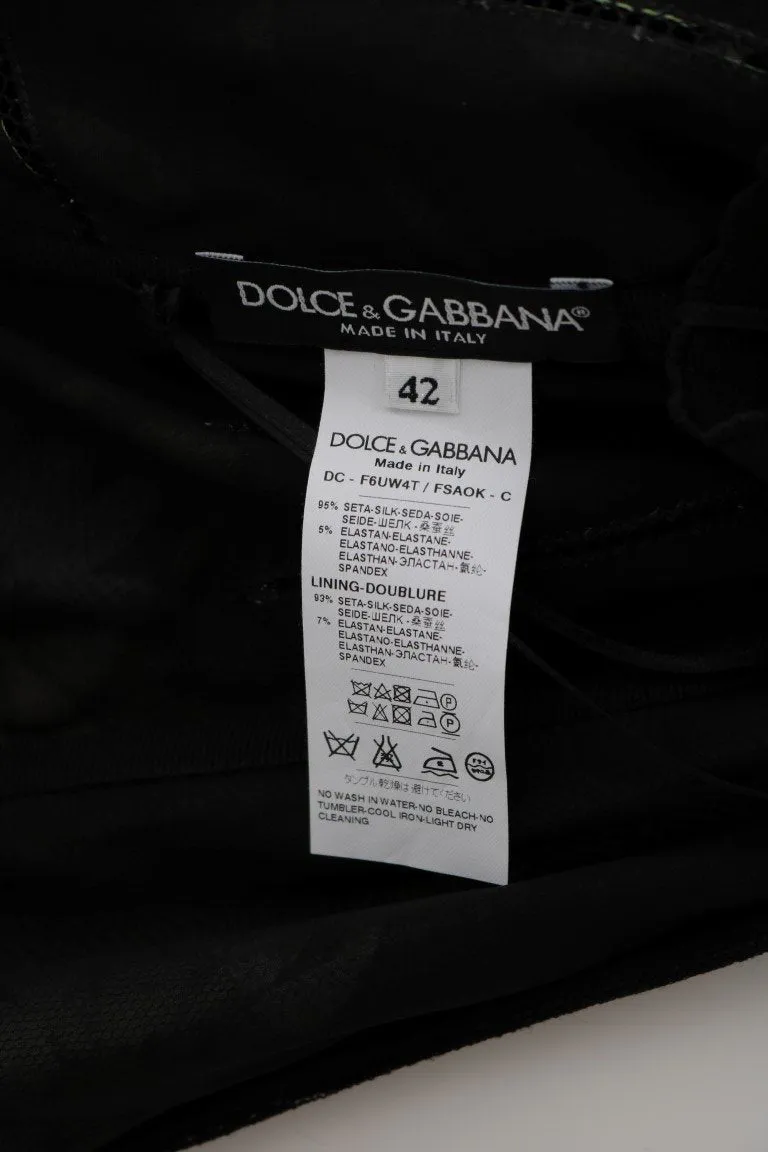 DOLCE & GABBANA®
MADE IN ITALY
42
DOLCE & GABBANA
Made in Italy
DC - F6UW4T / FSAOK - C
95% SETA-SILK-SEDA-SOIE-
SEIDE-ШЕЛК-桑蚕丝
5% ELASTAN-ELASTANE-
ELASTANO-ELASTHANNE-
ELASTHAN-ЭЛАСТАН-氨纶-
SPANDEX
LINING-DOUBLURE
93% SETA-SILK-SEDA-SOIE-
SEIDE-ШЕЛК-桑蚕丝
7% ELASTAN-ELASTANE-
ELASTANO-ELASTHANNE-
ELASTHAN-ЭЛАСТАН-氨纶-
SPANDEX
P
P
ドライ
タンブル乾燥は避けてください
NO WASH IN WATER-NO BLEACH-NO
TUMBLER-COOL IRON-LIGHT DRY
CLEANING